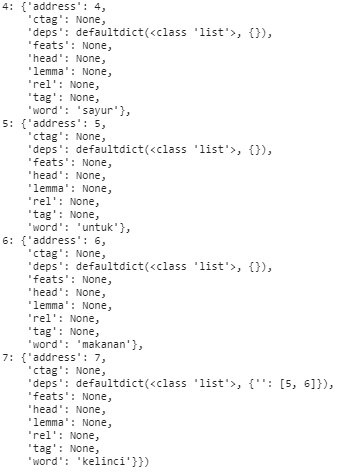 4: {'address': 4,
'ctag': None,
'deps': defaultdict(<class 'list'>, {}),
'feats': None,
'head': None,
'lemma': None,
'rel': None,
'tag': None,
'word': 'sayur'},
5: {'address': 5,
'ctag': None,
'deps': defaultdict(<class 'list'>, {}),
'feats': None,
'head': None,
'lemma': None,
'rel': None,
'tag': None,
'word': 'untuk'},
6: {'address': 6,
'ctag': None,
'deps': defaultdict(<class 'list'>, {}),
'feats': None,
'head': None,
'lemma': None,
'rel': None,
'tag': None,
'word': 'makanan'},
7: {'address': 7,
'ctag': None,
'deps': defaultdict(<class 'list'>, {'': [5, 6]}),
'feats': None,
'head': None,
'lemma': None,
'rel': None,
'tag': None,
'word': 'kelinci'}})